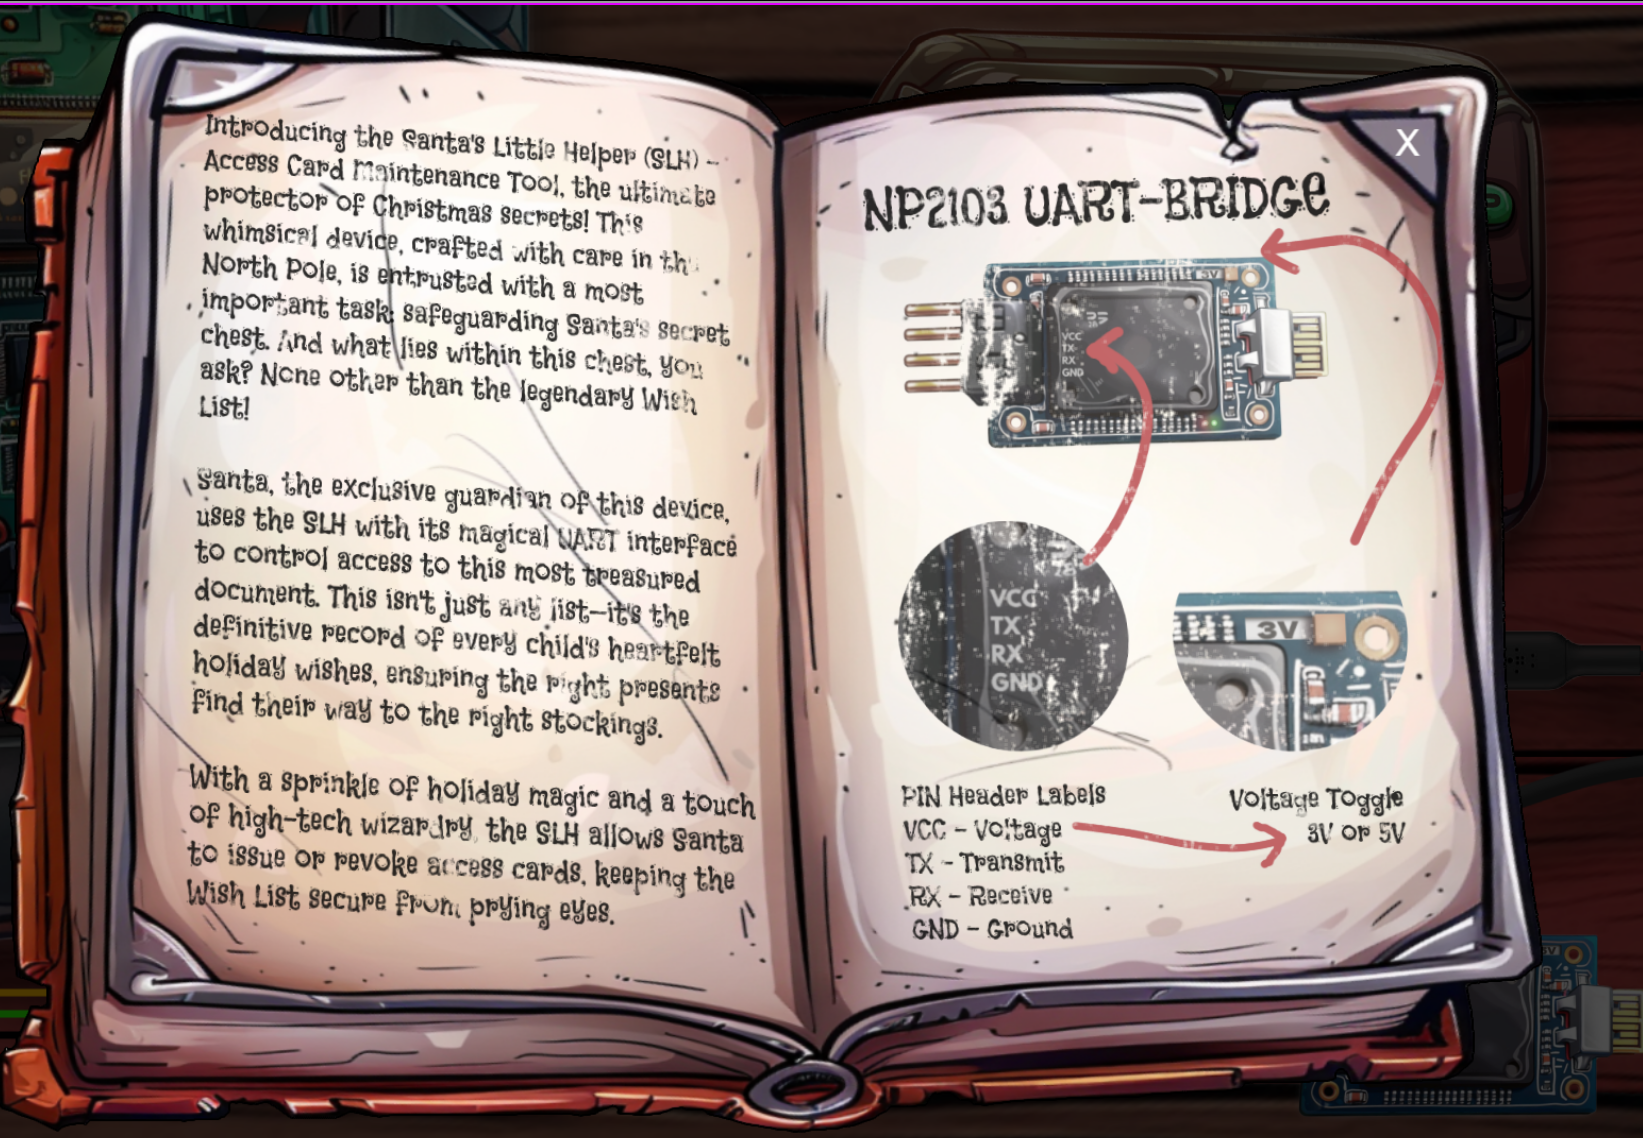 Introducing the Santa's Little Helper (SLH) -
Access Card Maintenance Tool, the ultimate
protector of Christmas secrets! This
whimsical device, crafted with care in the
North Pole, is entrusted with a most
important task: safeguarding Santa's secret
chest. And what lies within this chest, you
ask? None other than the legendary Wish
List!
Santa, the exclusive guardian of this device,
uses the SLH with its magical UART interface
to control access to this most treasured
document. This isn't just any list—it's the
definitive record of every child's heartfelt
holiday wishes, ensuring the right presents
find their way to the right stockings.
With a sprinkle of holiday magic and a touch
of high-tech wizardry, the SLH allows Santa
to issue or revoke access cards, keeping the
Wish List secure from prying eyes.
X
NP2103 UART-BRIDGE
3V
VCC
TX
RX
GND
VCC
TX
RX
GND
3V
PIN Header Labels
VCC - Voltage
TX - Transmit
RX - Receive
GND - Ground
Voltage Toggle
3V or 5V